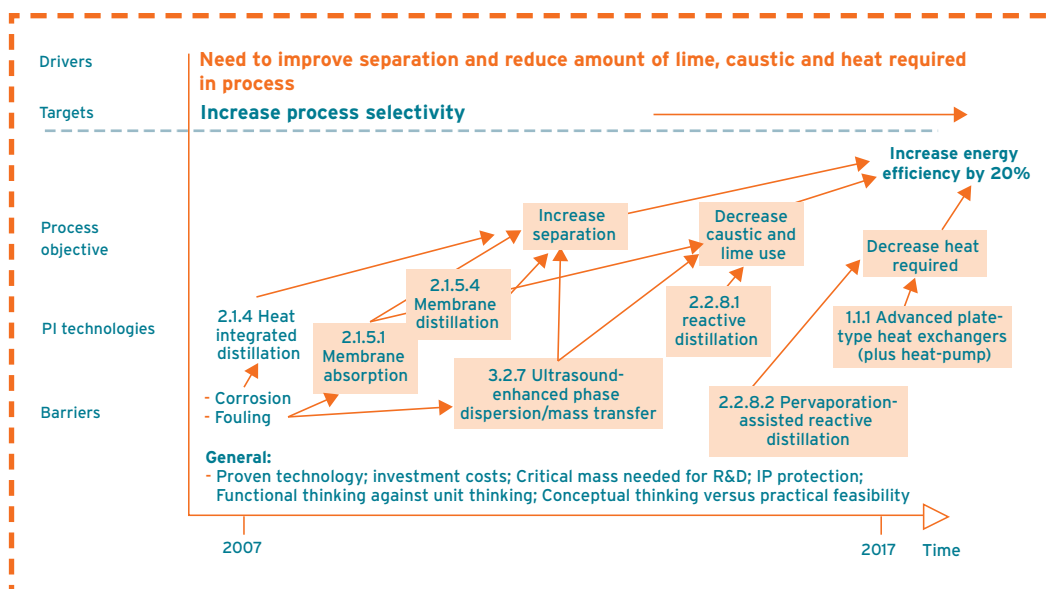 Drivers
Need to improve separation and reduce amount of lime, caustic and heat required
in process
Targets
Increase process selectivity
Increase energy
efficiency by 20%
Process
objective
Increase
separation
Decrease
caustic and
lime use
Decrease heat
required
PI technologies
2.1.4 Heat
integrated
distillation
2.1.5.1
Membrane
absorption
2.1.5.4
Membrane
distillation
3.2.7 Ultrasound-
enhanced phase
dispersion/mass transfer
2.2.8.1
reactive
distillation
1.1.1 Advanced plate-
type heat exchangers
(plus heat-pump)
2.2.8.2 Pervaporation-
assisted reactive
distillation
Barriers
- Corrosion
- Fouling
General:
- Proven technology; investment costs; Critical mass needed for R&D; IP protection;
Functional thinking against unit thinking; Conceptual thinking versus practical feasibility
2007
2017
Time